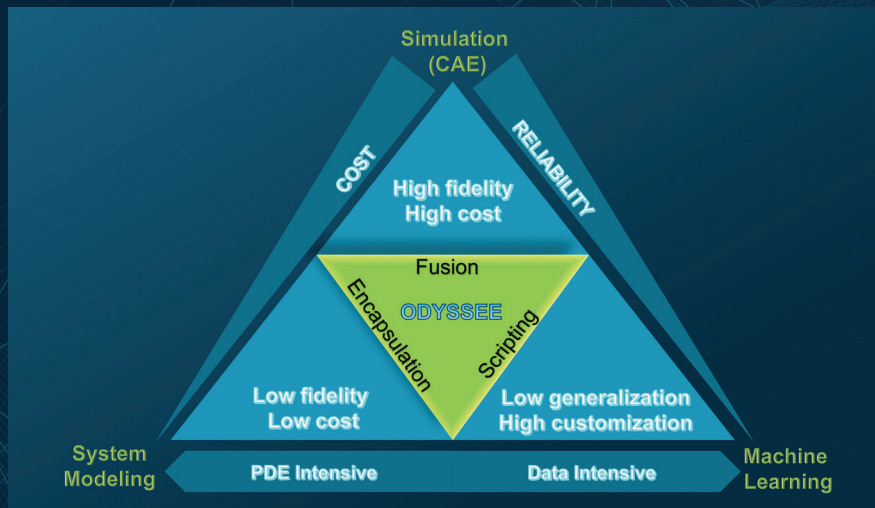 Simulation
(CAE)
COST
RELIABILITY
High fidelity
High cost
Fusion
ODYSSEE
Encapsulation
Scripting
Low fidelity
Low cost
Low generalization
High customization
System
Modeling
PDE Intensive
Data Intensive
Machine
Learning